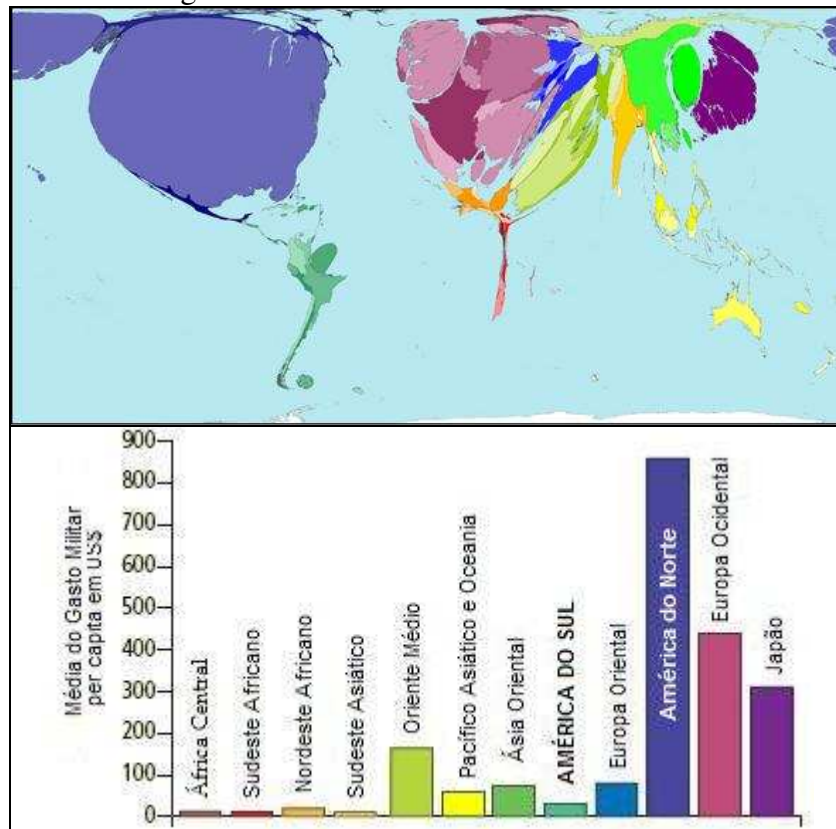 900
800
700
600
500
400
300
200
100
0
Média do Gasto Militar
per capita em US$
África Central
Sudeste Africano
Nordeste Africano
Sudeste Asiático
Oriente Médio
Pacífico Asiático e Oceania
Ásia Oriental
AMÉRICA DO SUL
Europa Oriental
América do Norte
Europa Ocidental
Japão